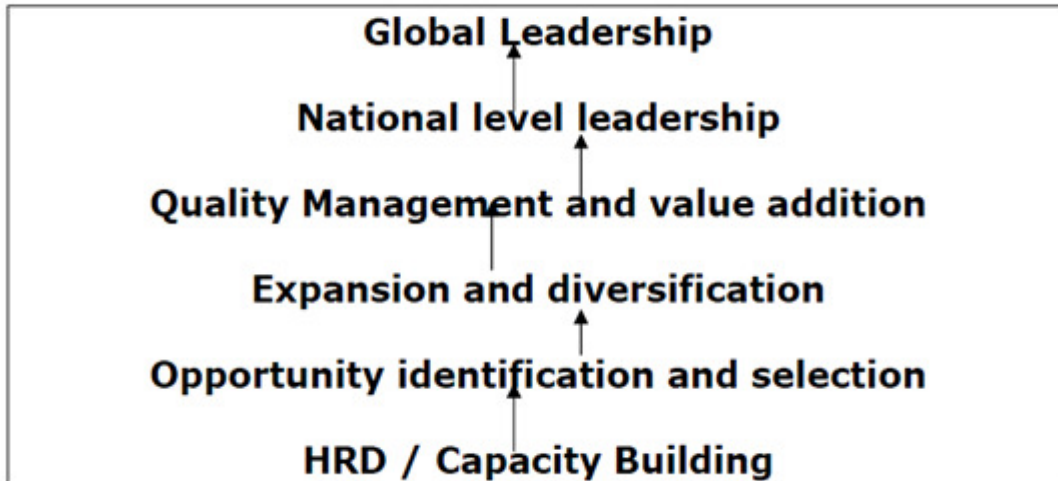 Global Leadership
National level leadership
Quality Management and value addition
Expansion and diversification
Opportunity identification and selection
HRD / Capacity Building